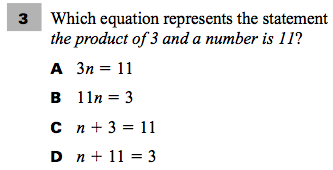 3 Which equation represents the statement
the product of 3 and a number is 11?
A 3n = 11
B 11n = 3
C n + 3 = 11
D n + 11 = 3